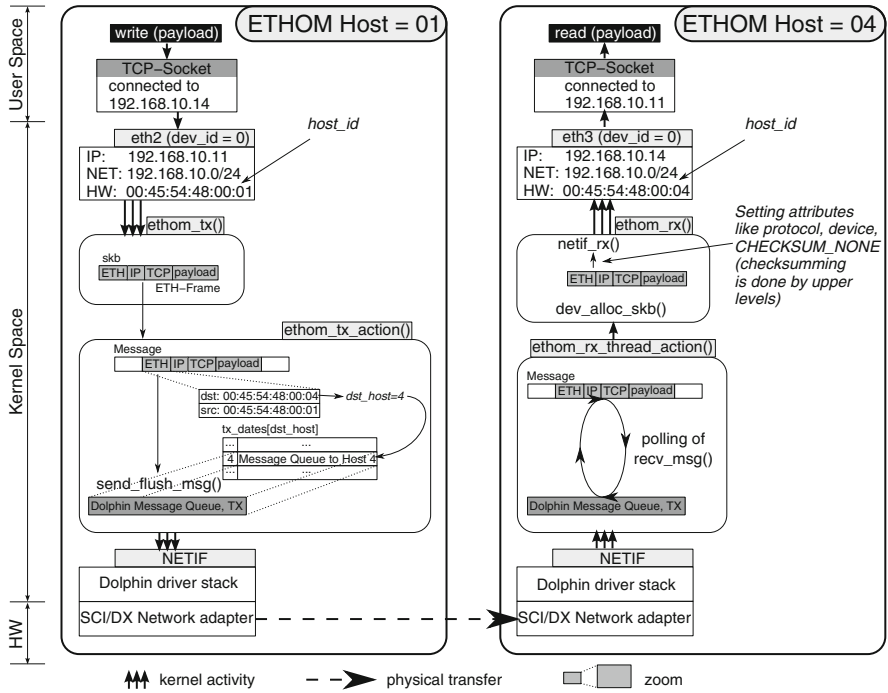 User Space
Kernel Space
HW
ETHOM Host = 01
write (payload)
TCP-Socket
connected to
192.168.10.14
host_id
eth2 (dev_id = 0)
IP: 192.168.10.11
NET: 192.168.10.0/24
HW: 00:45:54:48:00:01
ethom_tx()
skb
ETH IP TCP payload
ETH-Frame
ethom_tx_action()
Message
ETH IP TCP payload
dst: 00:45:54:48:00:04
src: 00:45:54:48:00:01
dst_host=4
tx_dates[dst_host]
... ...
4 Message Queue to Host 4
... ...
send_flush_msg()
Dolphin Message Queue, TX
NETIF
Dolphin driver stack
SCI/DX Network adapter
ETHOM Host = 04
read (payload)
TCP-Socket
connected to
192.168.10.11
host_id
eth3 (dev_id = 0)
IP: 192.168.10.14
NET: 192.168.10.0/24
HW: 00:45:54:48:00:04
ethom_rx()
netif_rx()
ETH IP TCP payload
dev_alloc_skb()
Setting attributes
like protocol, device,
CHECKSUM_NONE
(checksumming
is done by upper
levels)
ethom_rx_thread_action()
Message
ETH IP TCP payload
polling of
recv_msg()
Dolphin Message Queue, TX
NETIF
Dolphin driver stack
SCI/DX Network adapter
kernel activity
physical transfer
zoom